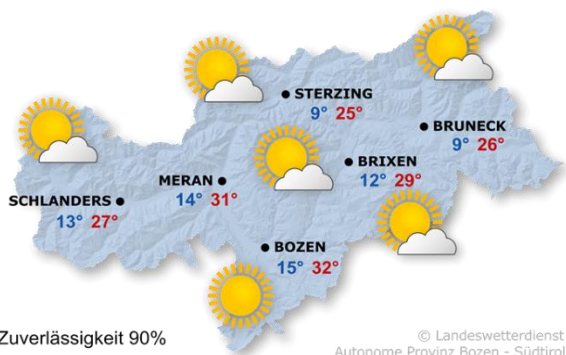 STERZING
9° 25°
BRUNECK
9° 26°
BRIXEN
12° 29°
MERAN
14° 31°
SCHLANDERS
13° 27°
BOZEN
15° 32°
Zuverlässigkeit 90%
© Landeswetterdienst
Autonome Provinz Bozen - Südtirol